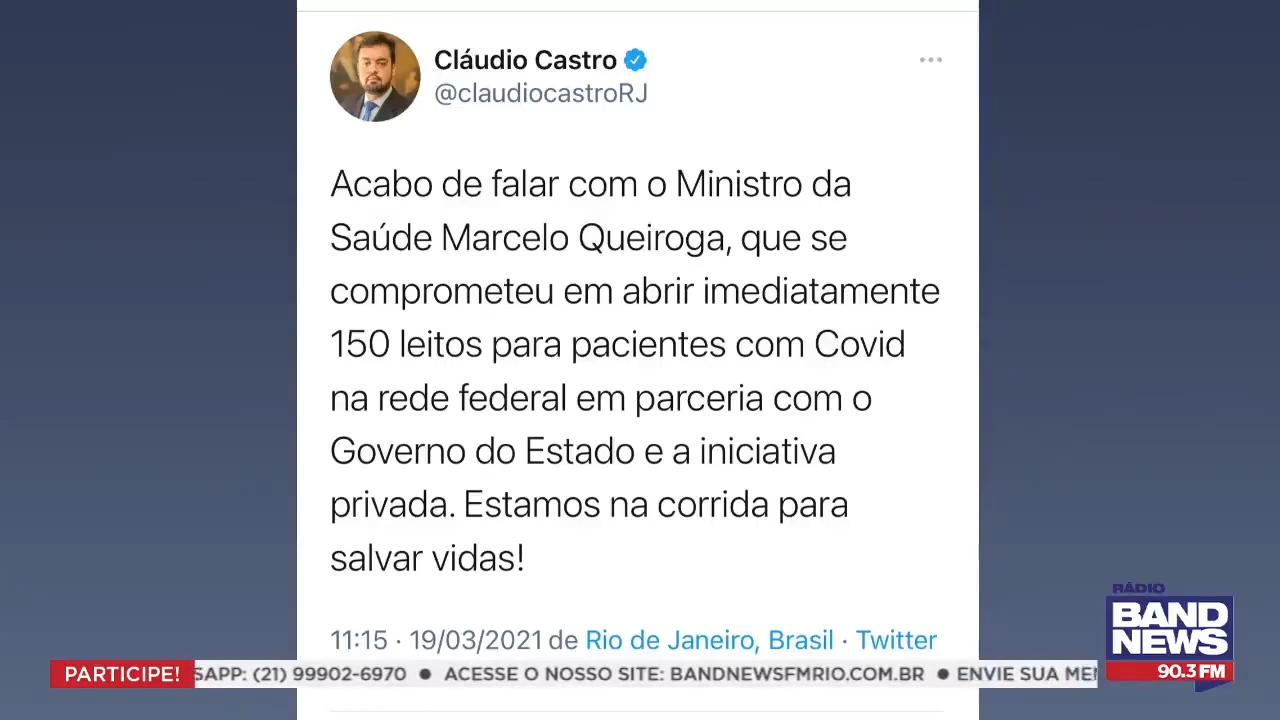 Cláudio Castro
@claudiocastroRJ
Acabo de falar com o Ministro da
Saúde Marcelo Queiroga, que se
comprometeu em abrir imediatamente
150 leitos para pacientes com Covid
na rede federal em parceria com o
Governo do Estado e a iniciativa
privada. Estamos na corrida para
salvar vidas!
11:15 · 19/03/2021 de Rio de Janeiro, Brasil · Twitter
RÁDIO
BAND
NEWS
90.3 FM
PARTICIPE! SAPP: (21) 99902-6970 ● ACESSE O NOSSO SITE: BANDNEWSFMRIO.COM.BR ● ENVIE SUA ME